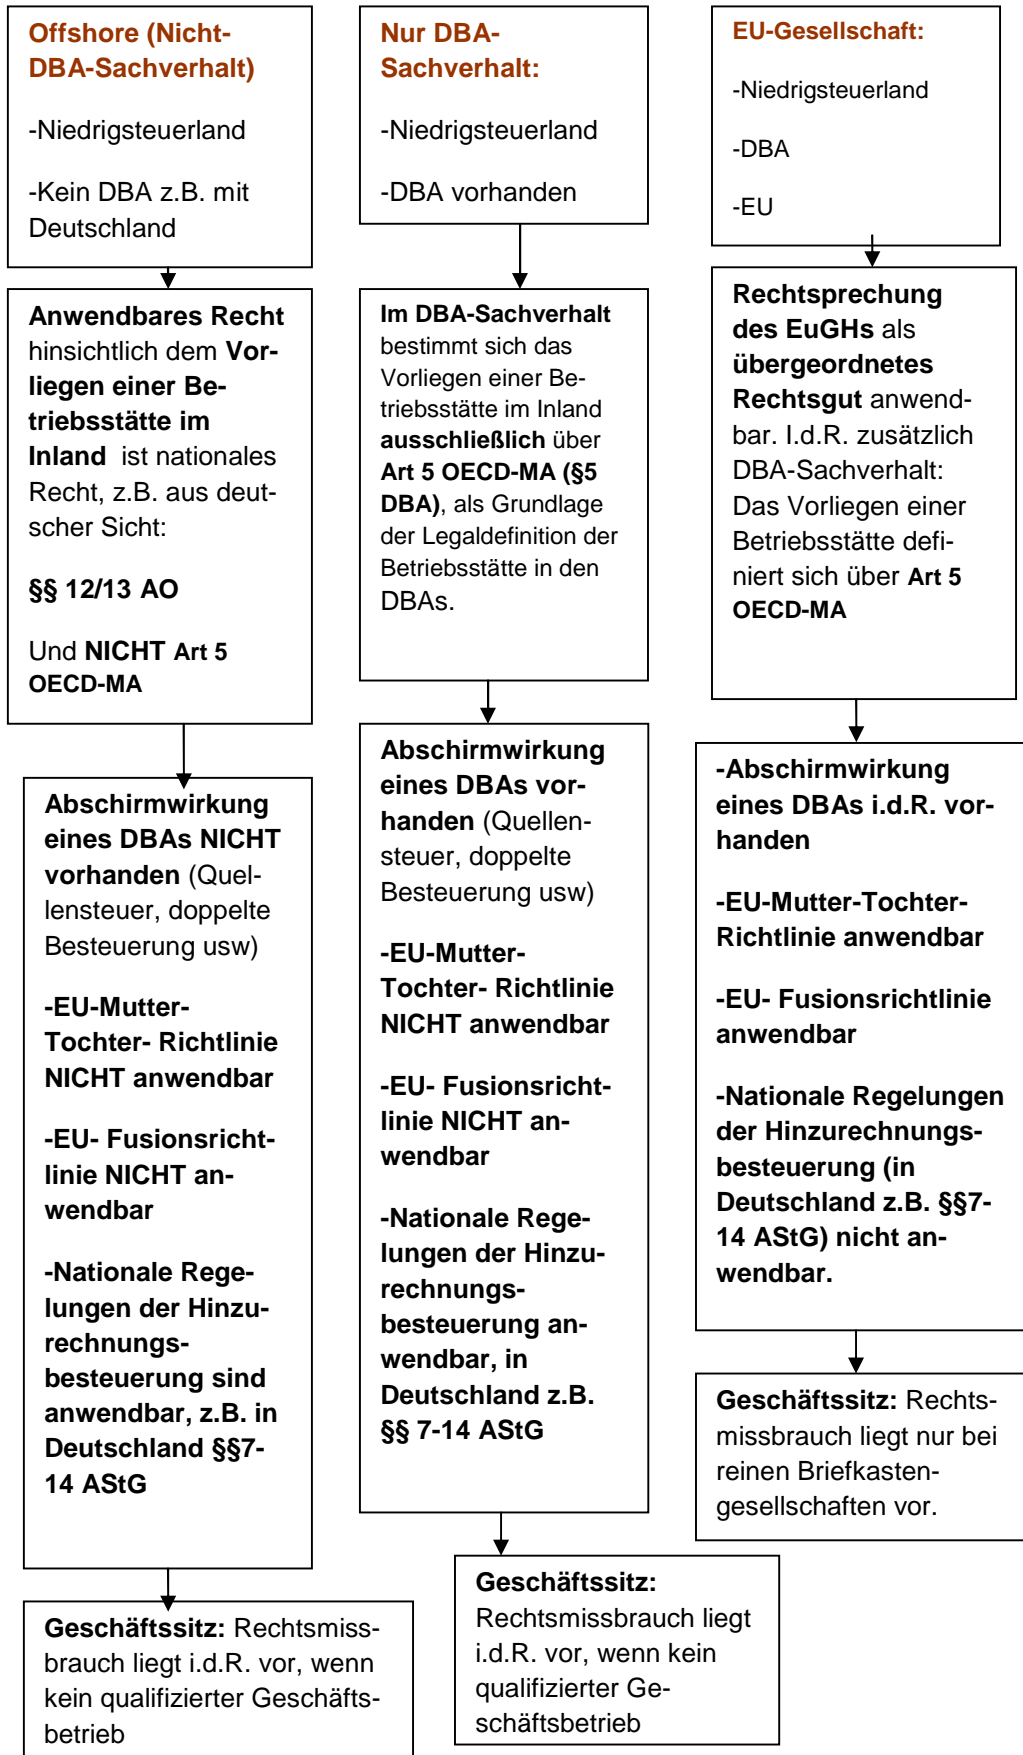 Offshore (Nicht-
DBA-Sachverhalt)
-Niedrigsteuerland
-Kein DBA z.B. mit
Deutschland
Anwendbares Recht
hinsichtlich dem Vor-
liegen einer Be-
triebsstätte im
Inland  ist nationales
Recht, z.B. aus deut-
scher Sicht:
§§ 12/13 AO
Und NICHT Art 5
OECD-MA
Abschirmwirkung
eines DBAs NICHT
vorhanden (Quel-
lensteuer, doppelte
Besteuerung usw)
-EU-Mutter-
Tochter- Richtlinie
NICHT anwendbar
-EU- Fusionsricht-
linie NICHT an-
wendbar
-Nationale Rege-
lungen der Hinzu-
rechnungs-
besteuerung sind
anwendbar, z.B. in
Deutschland §§7-
14 AStG
Geschäftssitz: Rechtsmiss-
brauch liegt i.d.R. vor, wenn
kein qualifizierter Geschäfts-
betrieb
Nur DBA-
Sachverhalt:
-Niedrigsteuerland
-DBA vorhanden
Im DBA-Sachverhalt
bestimmt sich das
Vorliegen einer Be-
triebsstätte im Inland
ausschließlich über
Art 5 OECD-MA (§5
DBA), als Grundlage
der Legaldefinition der
Betriebsstätte in den
DBAs.
Abschirmwirkung
eines DBAs vor-
handen (Quellen-
steuer, doppelte
Besteuerung usw)
-EU-Mutter-
Tochter- Richtlinie
NICHT anwendbar
-EU- Fusionsricht-
linie NICHT an-
wendbar
-Nationale Rege-
lungen der Hinzu-
rechnungs-
besteuerung an-
wendbar, in
Deutschland z.B.
§§ 7-14 AStG
Geschäftssitz:
Rechtsmissbrauch liegt
i.d.R. vor, wenn kein
qualifizierter Ge-
schäftsbetrieb
EU-Gesellschaft:
-Niedrigsteuerland
-DBA
-EU
Rechtsprechung
des EuGHs als
übergeordnetes
Rechtsgut anwend-
bar. I.d.R. zusätzlich
DBA-Sachverhalt:
Das Vorliegen einer
Betriebsstätte defi-
niert sich über Art 5
OECD-MA
-Abschirmwirkung
eines DBAs i.d.R. vor-
handen
-EU-Mutter-Tochter-
Richtlinie anwendbar
-EU- Fusionsrichtlinie
anwendbar
-Nationale Regelungen
der Hinzurechnungs-
besteuerung (in
Deutschland z.B. §§7-
14 AStG) nicht an-
wendbar.
Geschäftssitz: Rechts-
missbrauch liegt nur bei
reinen Briefkasten-
gesellschaften vor.